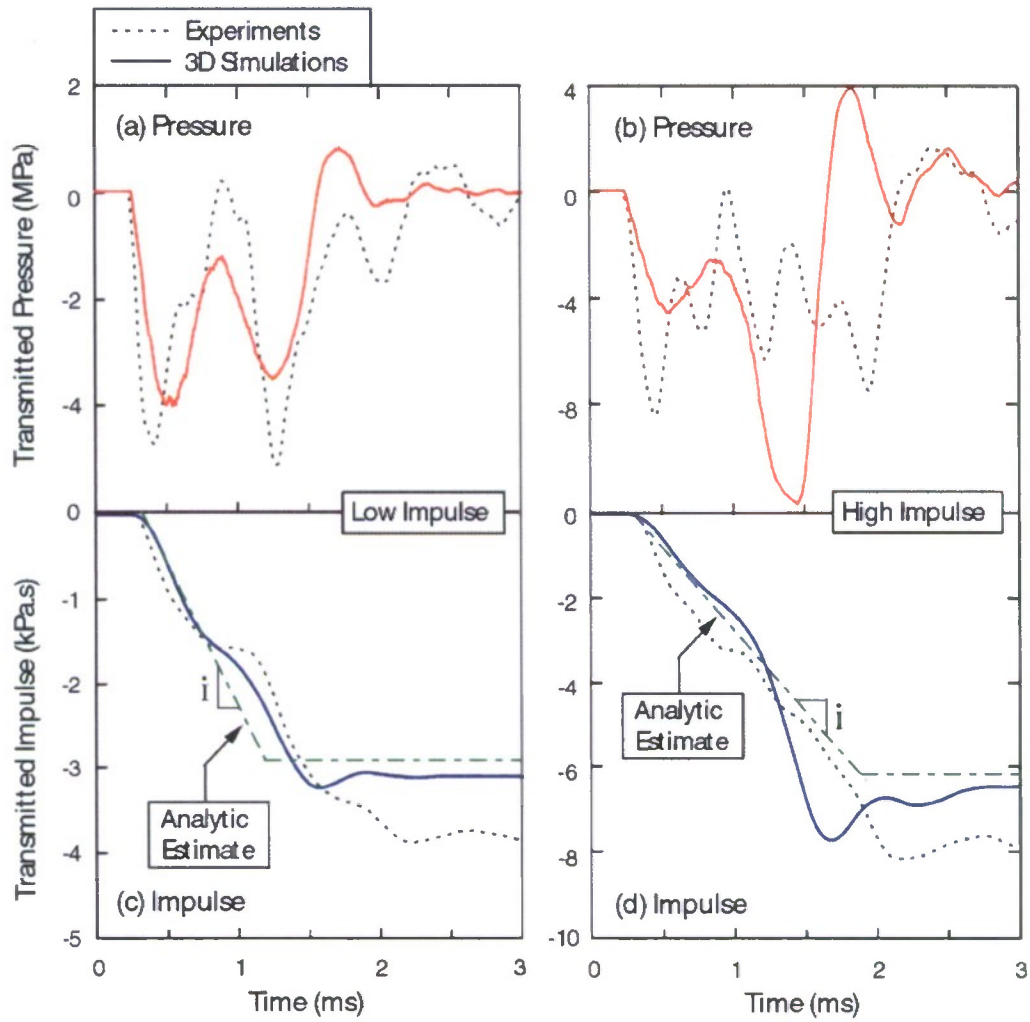 Experiments
3D Simulations
2
0
-2
-4
Transmitted Pressure (MPa)
(a) Pressure
4
0
-4
-8
(b) Pressure
Low Impulse
High Impulse
0
-1
-2
-3
-4
-5
Transmitted Impulse (kPa.s)
i
Analytic
Estimate
(c) Impulse
0
-2
-4
-6
-8
-10
Analytic
Estimate
i
(d) Impulse
0 1 2 3
Time (ms)
0 1 2 3
Time (ms)